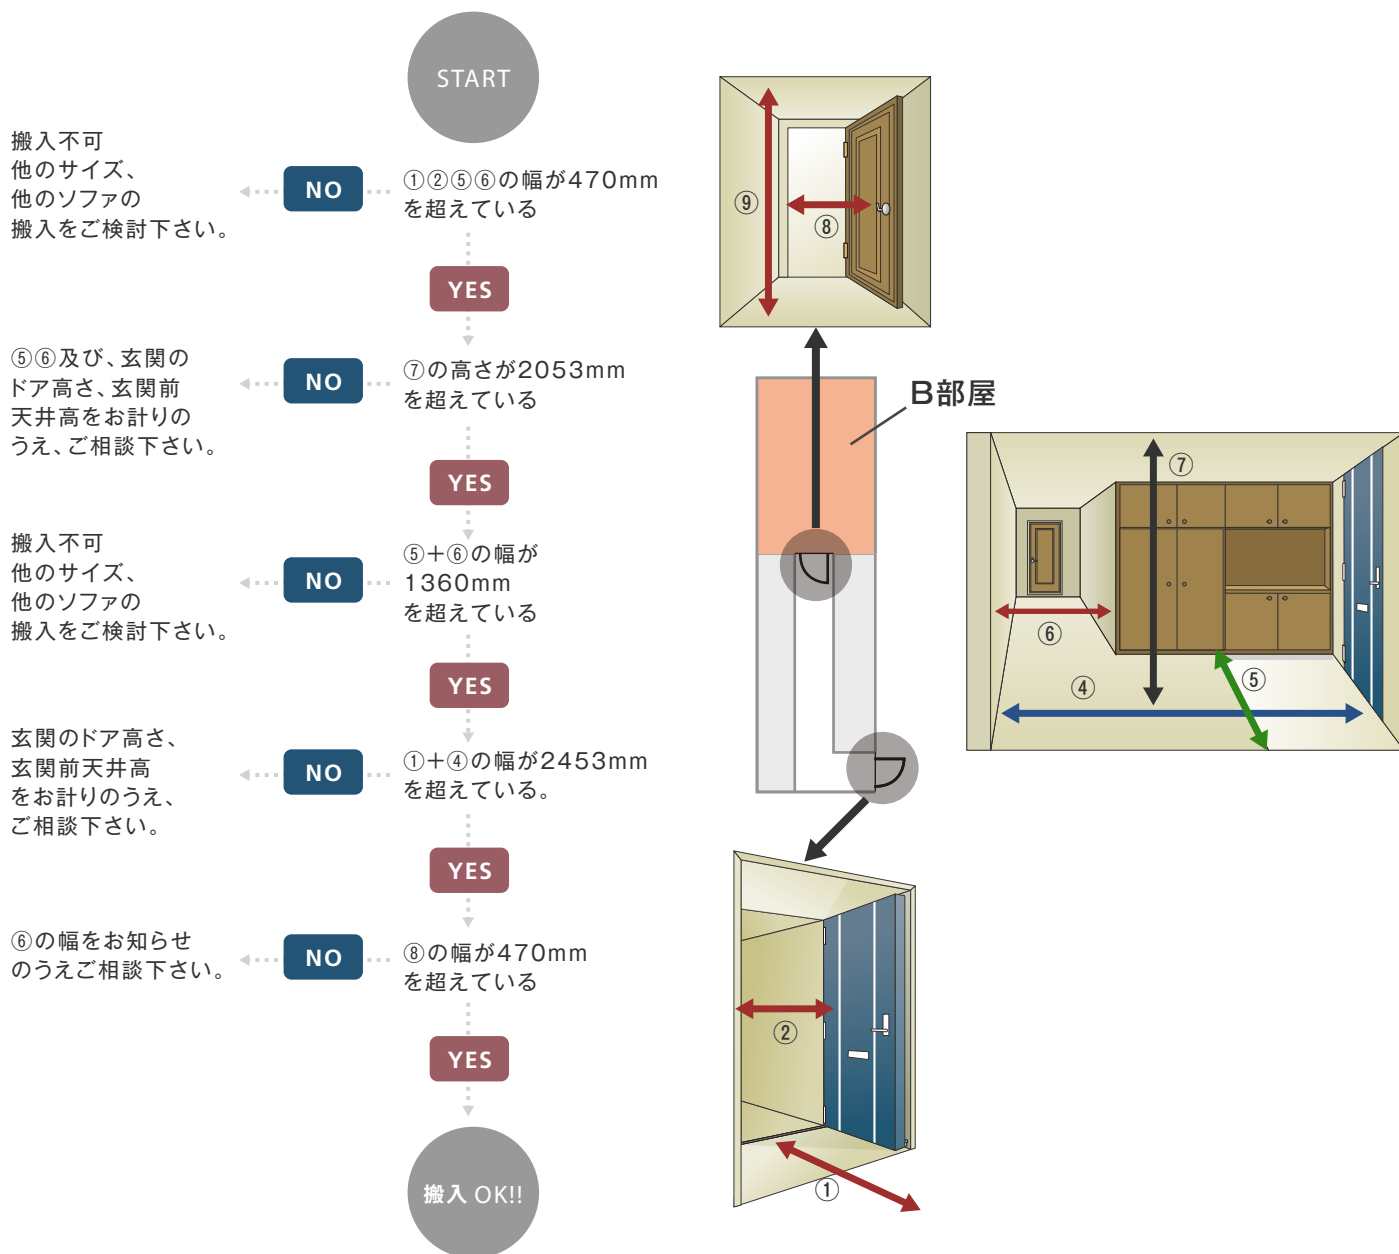 START
搬入不可
他のサイズ、
他のソファの
搬入をご検討下さい。
NO
①②⑤⑥の幅が470mm
を超えている
YES
⑤⑥及び、玄関の
ドア高さ、玄関前
天井高をお計りの
うえ、ご相談下さい。
NO
⑦の高さが2053mm
を超えている
YES
搬入不可
他のサイズ、
他のソファの
搬入をご検討下さい。
NO
⑤+⑥の幅が
1360mm
を超えている
YES
玄関のドア高さ、
玄関前天井高
をお計りのうえ、
ご相談下さい。
NO
①+④の幅が2453mm
を超えている。
YES
⑥の幅をお知らせ
のうえご相談下さい。
NO
⑧の幅が470mm
を超えている
YES
搬入 OK!!
⑨
⑧
B部屋
⑦
⑥
④
⑤
②
①